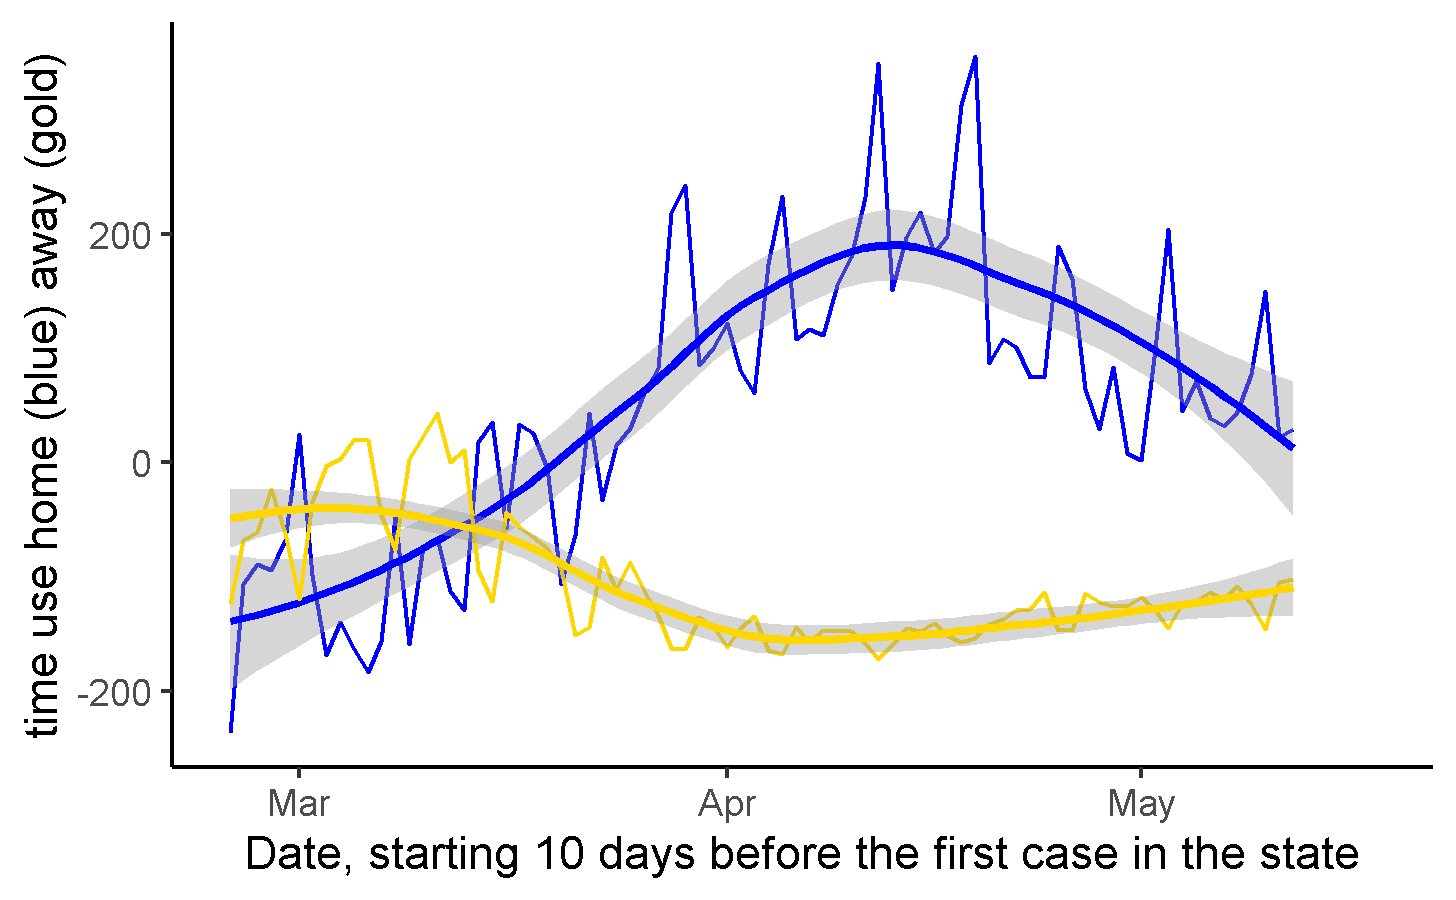 time use home (blue) away (gold)
200
0
-200
Mar
Apr
May
Date, starting 10 days before the first case in the state